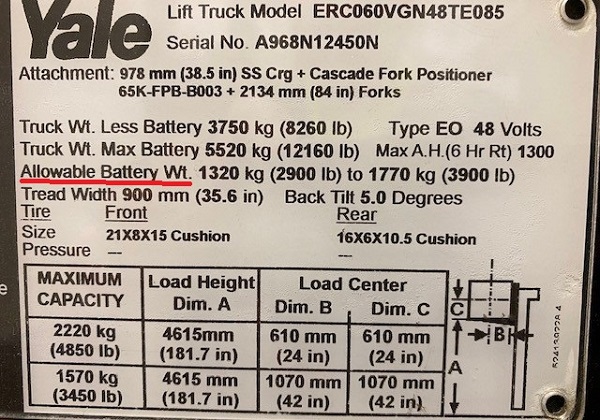 Yale
Lift Truck Model ERC060VGN48TE085
Serial No. A968N12450N
Attachment: 978 mm (38.5 in) SS Crg + Cascade Fork Positioner
65K-FPB-B003 + 2134 mm (84 in) Forks
Truck Wt. Less Battery 3750 kg (8260 lb) Type EO 48 Volts
Truck Wt. Max Battery 5520 kg (12160 lb) Max A.H.(6 Hr Rt) 1300
Allowable Battery Wt. 1320 kg (2900 lb) to 1770 kg (3900 lb)
Tread Width 900 mm (35.6 in) Back Tilt 5.0 Degrees
Tire Front Rear
Size 21X8X15 Cushion 16X6X10.5 Cushion
Pressure --- ---
MAXIMUM CAPACITY Load Height Dim. A Load Center Dim. B Dim. C
2220 kg (4850 lb) 4615mm (181.7 in) 610 mm (24 in) 610 mm (24 in)
1570 kg (3450 lb) 4615 mm (181.7 in) 1070 mm (42 in) 1070 mm (42 in)
C
B
A
e